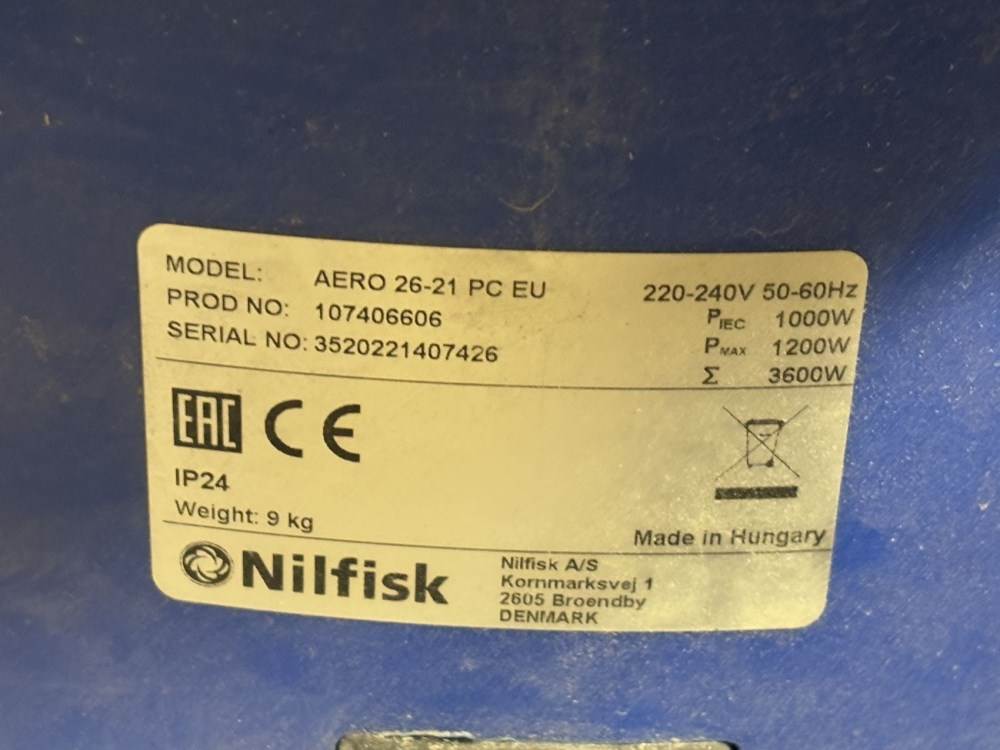 MODEL: AERO 26-21 PC EU
PROD NO: 107406606
SERIAL NO: 3520221407426
220-240V 50-60Hz
PIEC 1000W
PMAX 1200W
Σ 3600W
EAC CE
IP24
Weight: 9 kg
Made in Hungary
Nilfisk
Nilfisk A/S
Kornmarksvej 1
2605 Broendby
DENMARK